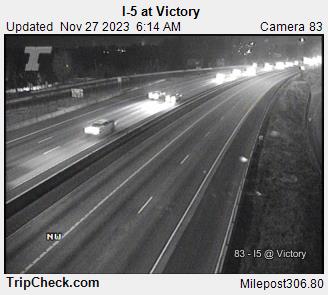 I-5 at Victory
Updated Nov 27 2023 6:14 AM Camera 83
T
NW
83 - I5 @ Victory
TripCheck.com Milepost306.80